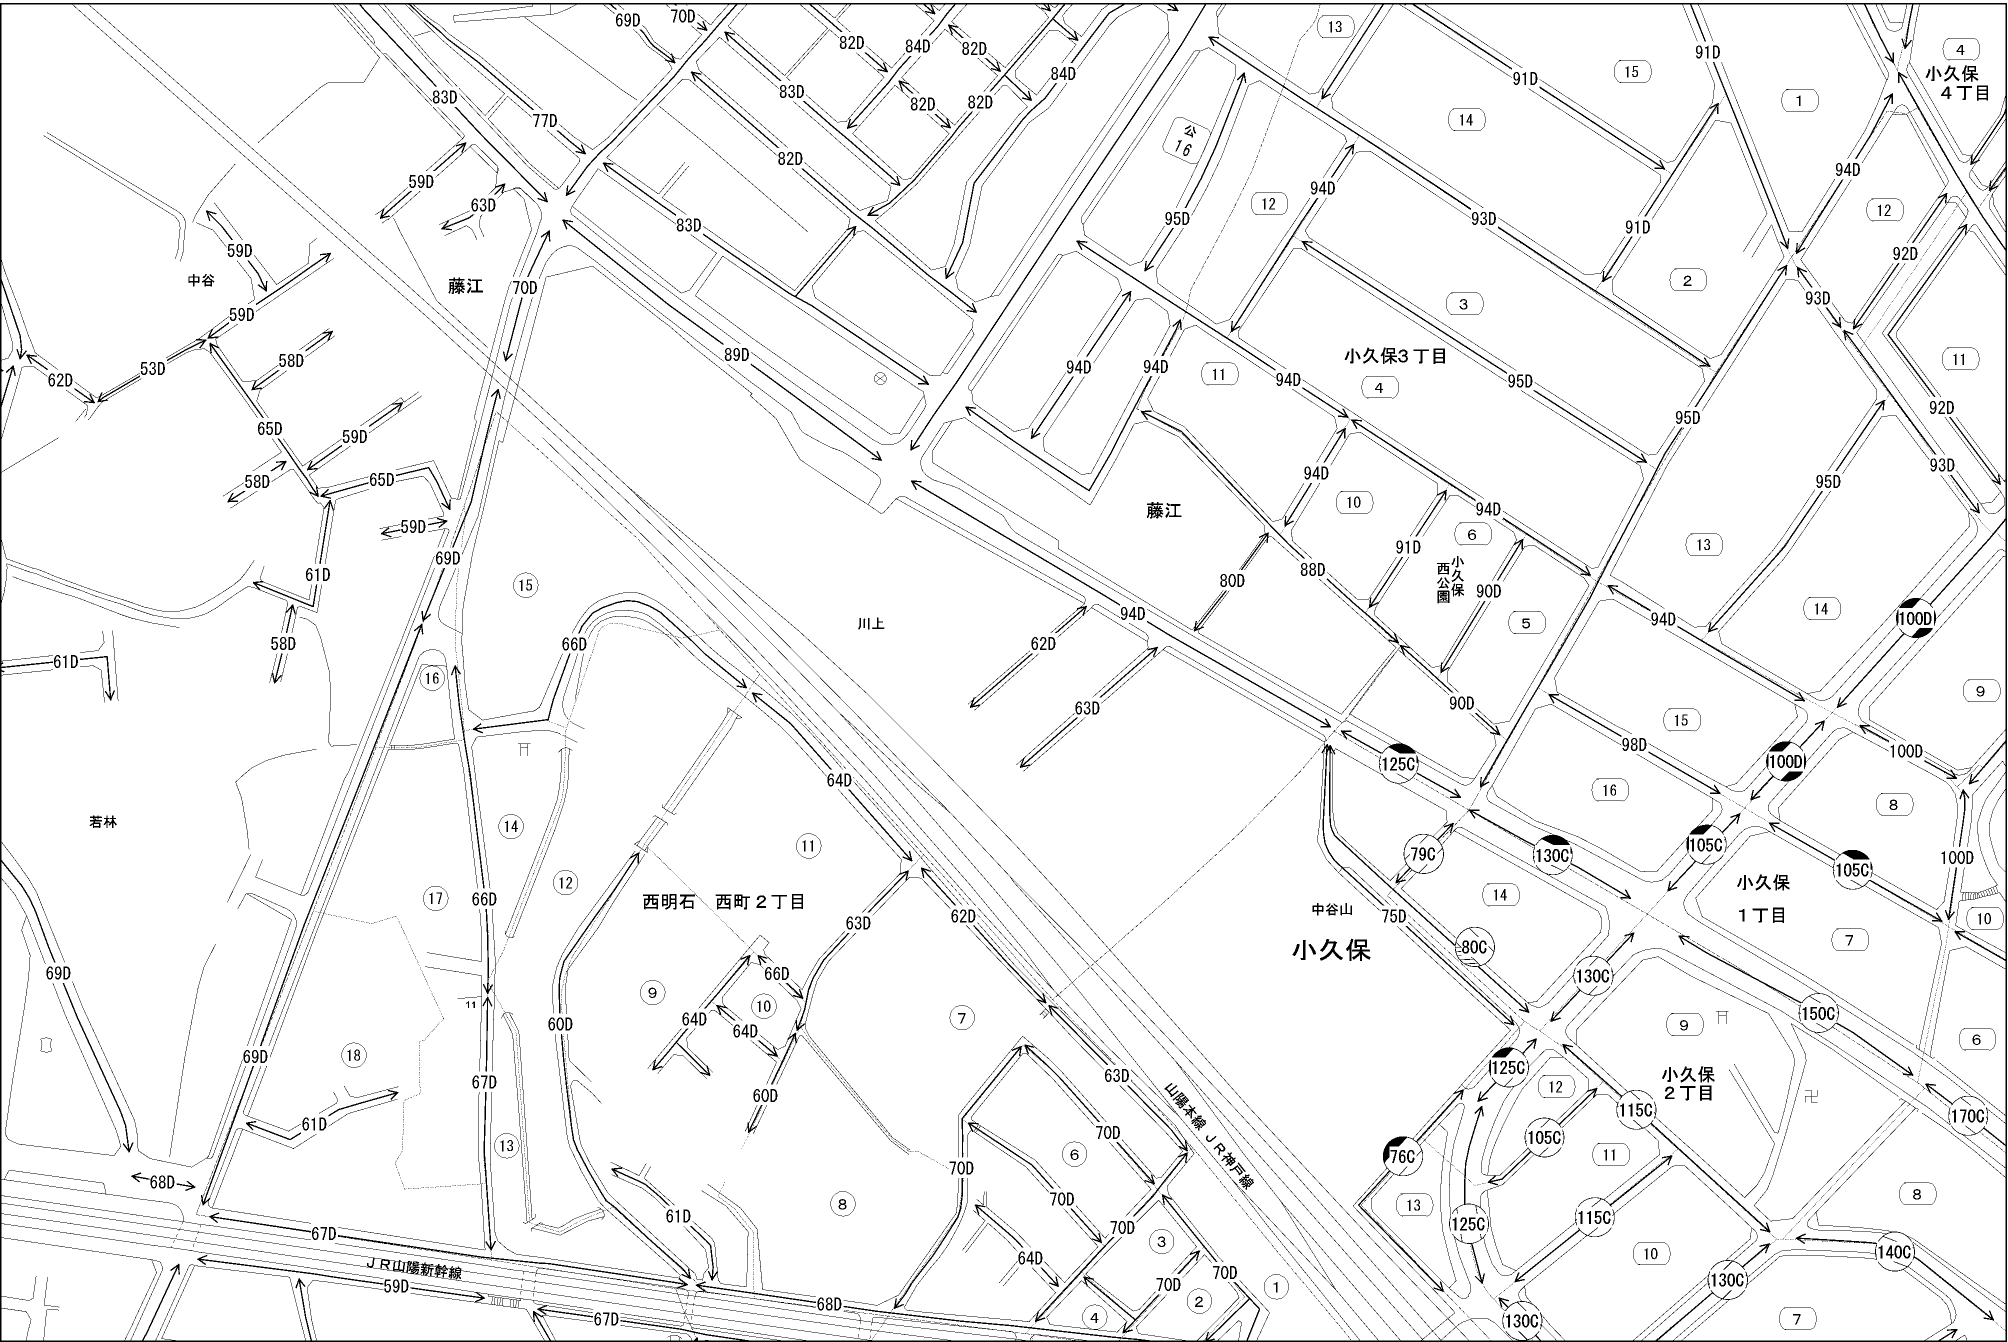 69D
70D
82D
84D
82D
13
91D
4
小久保
４丁目
83D
77D
83D
82D
82D
84D
91D
15
1
14
公
16
82D
59D
63D
83D
95D
12
94D
93D
91D
94D
12
59D
中谷
藤江
70D
92D
2
93D
59D
3
62D
53D
58D
89D
94D
94D
11
94D
小久保３丁目
4
95D
11
65D
59D
95D
92D
58D
65D
94D
93D
59D
藤江
10
94D
95D
69D
6
13
61D
15
80D
88D
91D
小久保
西公園
90D
58D
66D
川上
62D
94D
5
94D
14
100D
61D
16
63D
90D
15
9
98D
100D
100D
64D
125C
16
8
若林
14
11
79C
130C
105C
105C
100D
12
17
66D
西明石　西町２丁目
63D
62D
中谷山
小久保
75D
14
80C
小久保
１丁目
7
10
69D
66D
130C
9
10
64D
64D
7
11
60D
150C
9
6
69D
18
67D
60D
63D
125C
12
小久保
２丁目
115C
170C
61D
13
70D
山陽本線　ＪＲ神戸線
105C
70D
6
76C
11
68D
8
70D
13
8
61D
67D
70D
3
125C
115C
64D
10
140C
ＪＲ山陽新幹線
59D
70D
70D
1
130C
68D
2
67D
4
130C
7